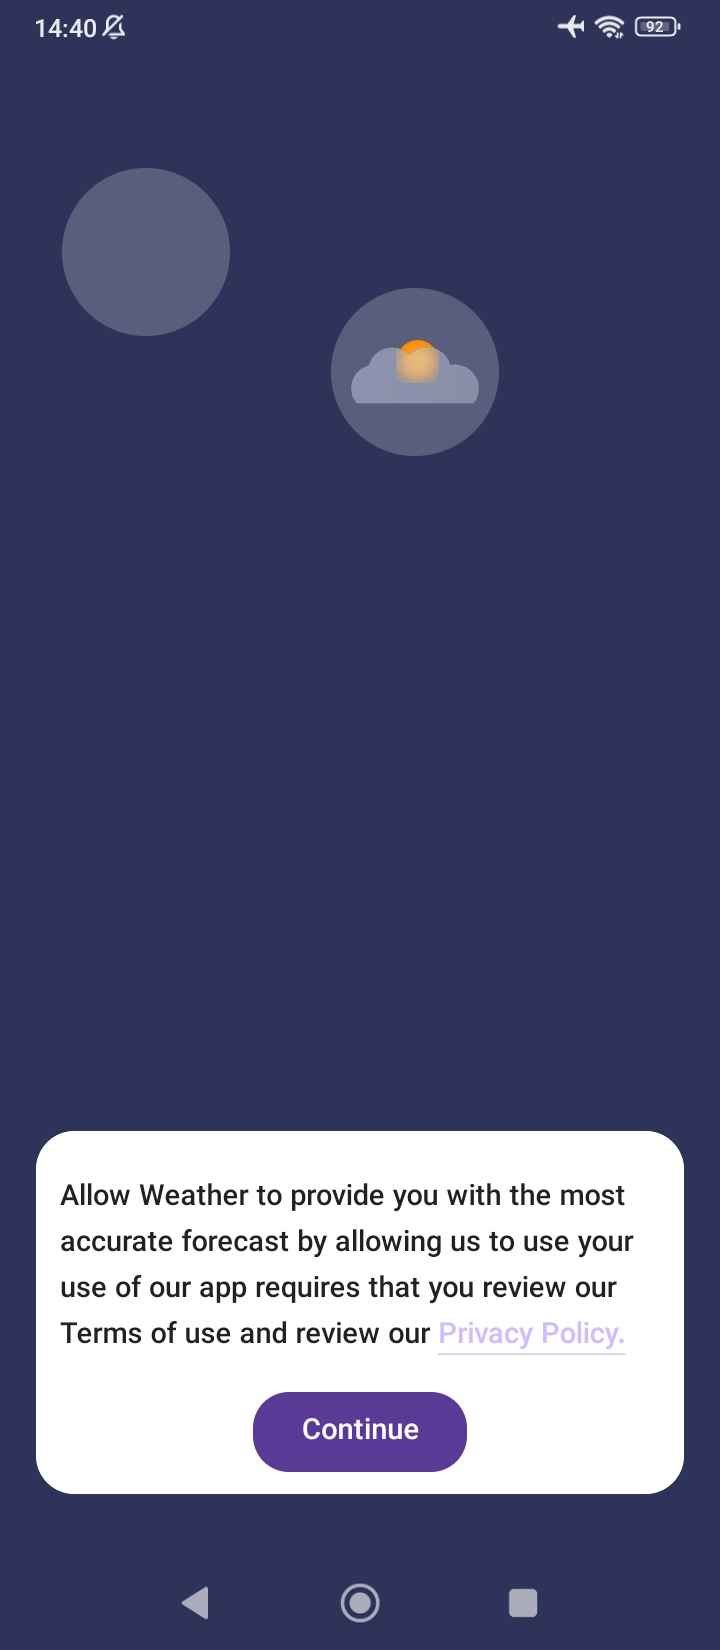 14:40
92
Allow Weather to provide you with the most
accurate forecast by allowing us to use your
use of our app requires that you review our
Terms of use and review our Privacy Policy.
Continue